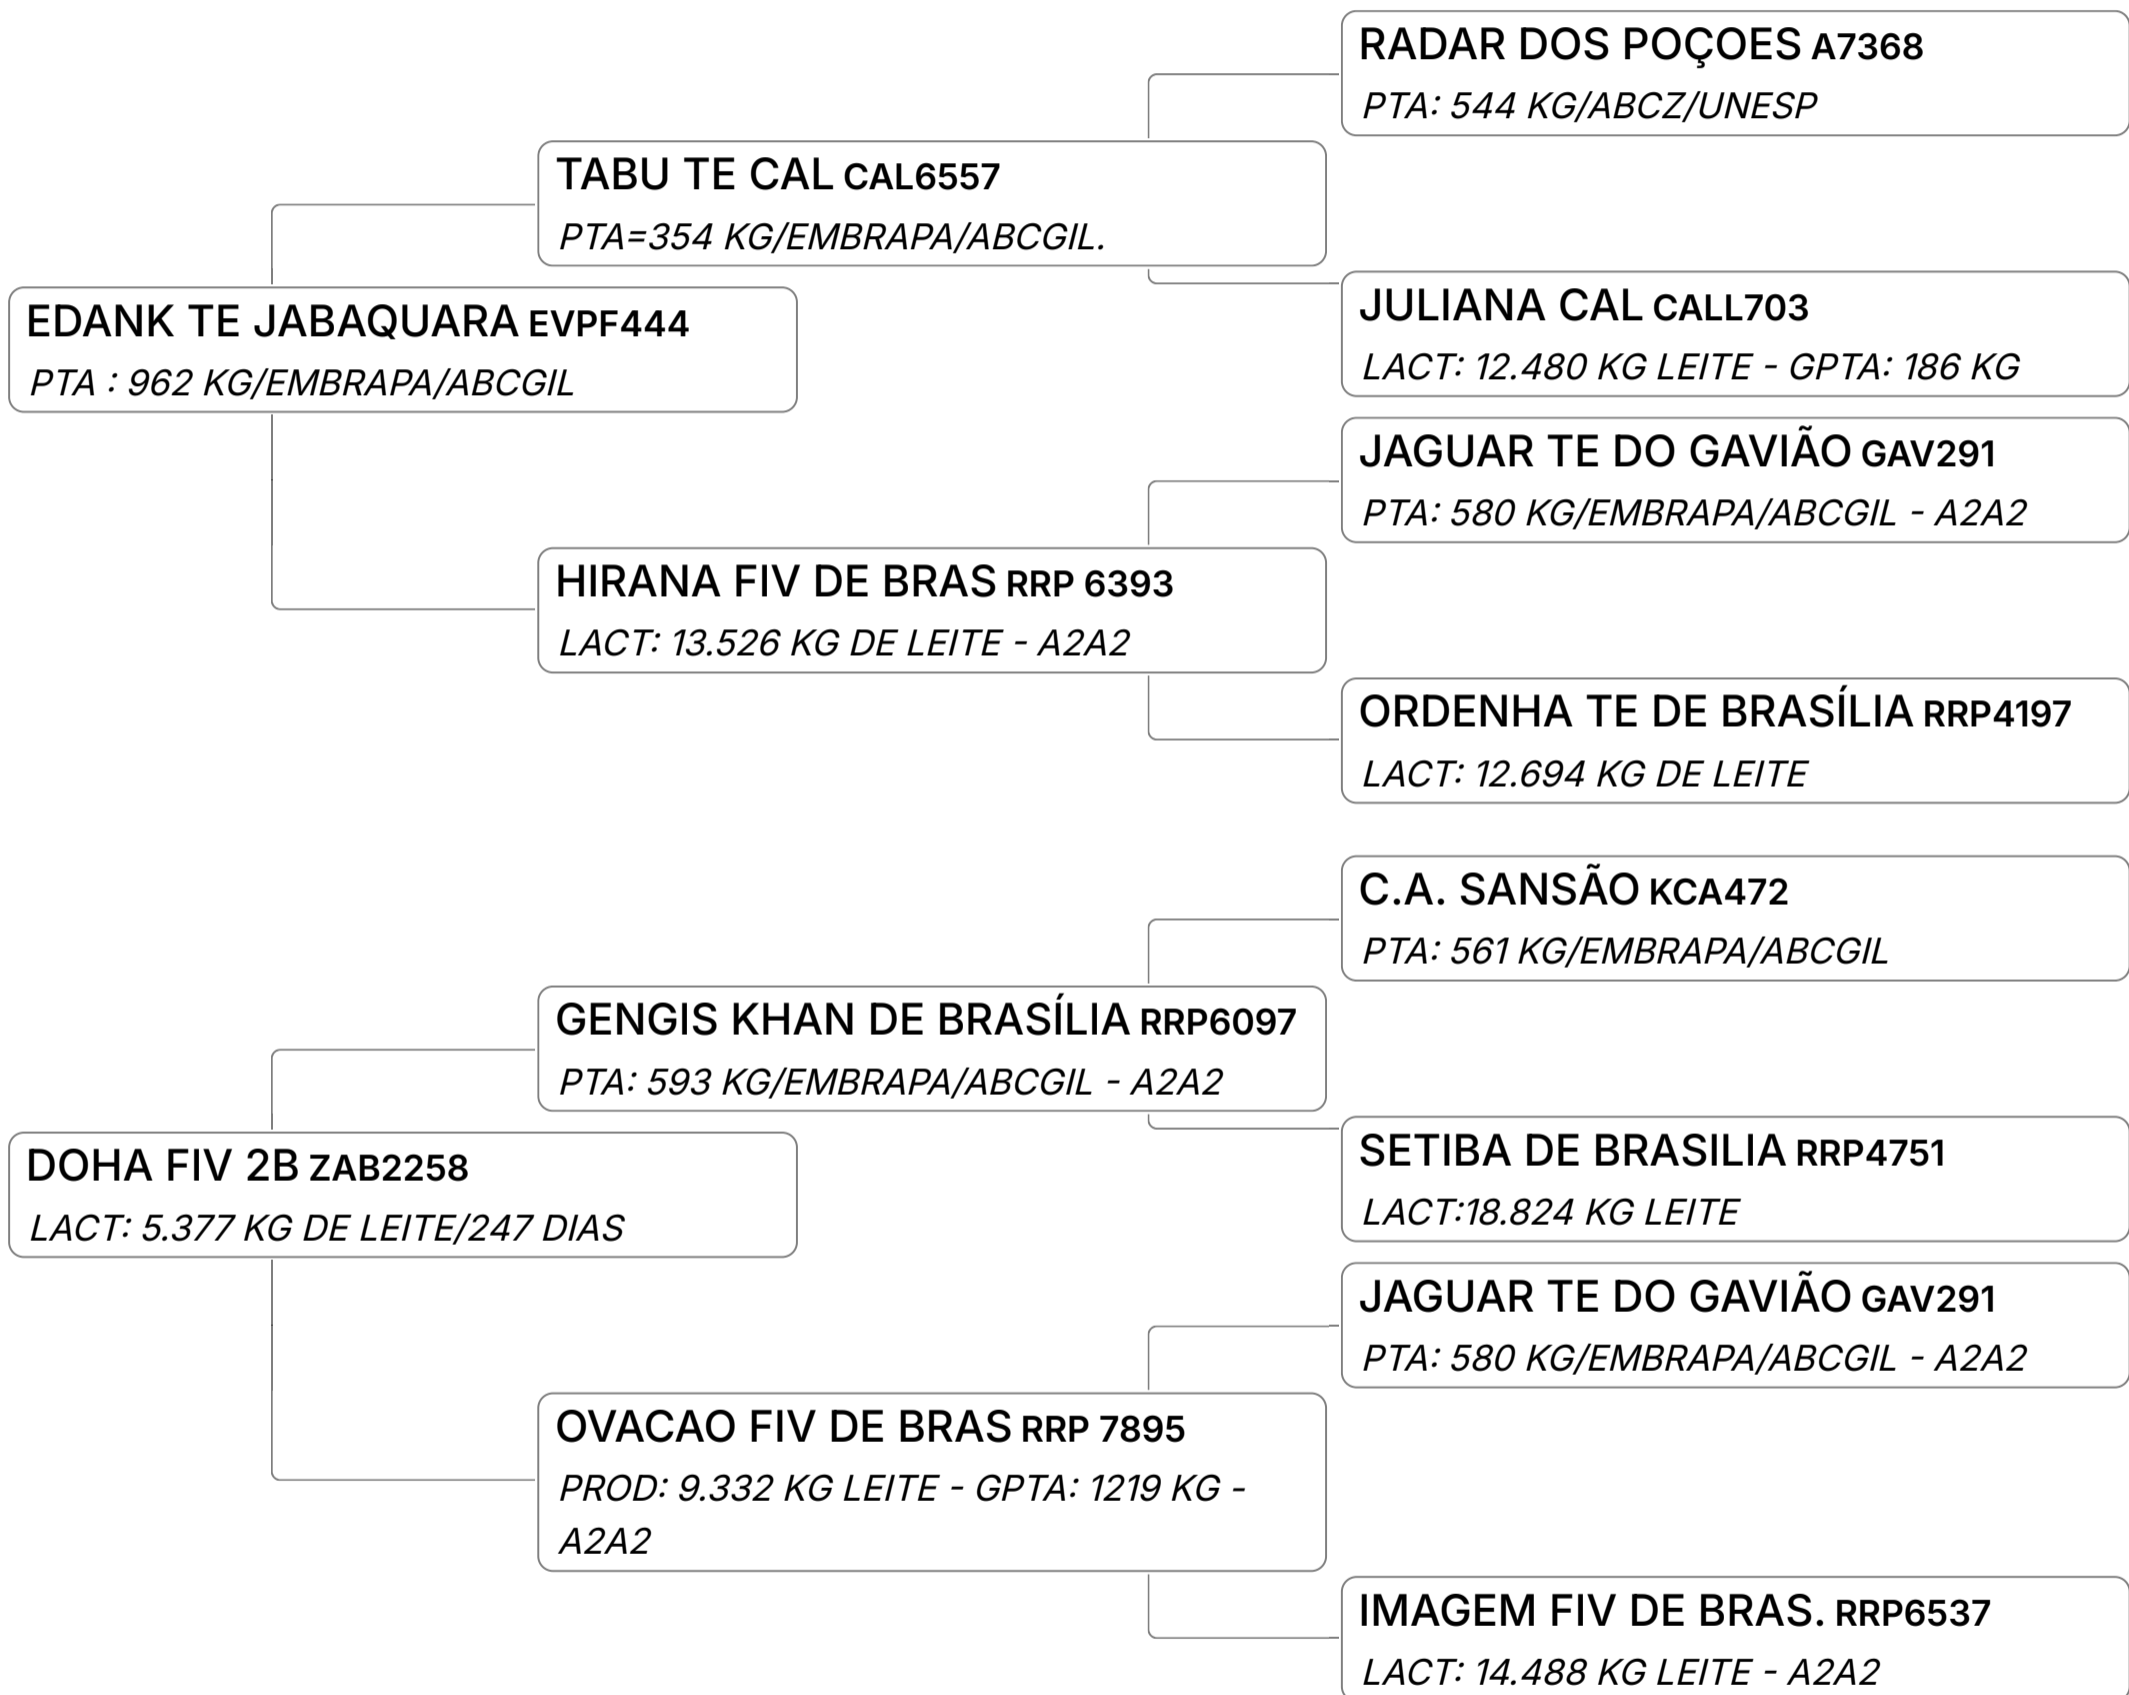 RADAR DOS POÇOES A7368
PTA: 544 KG/ABCZ/UNESP
TABU TE CAL CAL6557
PTA=354 KG/EMBRAPA/ABCGIL.
JULIANA CAL CALL703
LACT: 12.480 KG LEITE - GPTA: 186 KG
EDANK TE JABAQUARA EVPF444
PTA : 962 KG/EMBRAPA/ABCGIL
JAGUAR TE DO GAVIÃO GAV291
PTA: 580 KG/EMBRAPA/ABCGIL - A2A2
HIRANA FIV DE BRAS RRP 6393
LACT: 13.526 KG DE LEITE - A2A2
ORDENHA TE DE BRASÍLIA RRP4197
LACT: 12.694 KG DE LEITE
C.A. SANSÃO KCA472
PTA: 561 KG/EMBRAPA/ABCGIL
GENGIS KHAN DE BRASÍLIA RRP6097
PTA: 593 KG/EMBRAPA/ABCGIL - A2A2
SETIBA DE BRASILIA RRP4751
LACT:18.824 KG LEITE
DOHA FIV 2B ZAB2258
LACT: 5.377 KG DE LEITE/247 DIAS
JAGUAR TE DO GAVIÃO GAV291
PTA: 580 KG/EMBRAPA/ABCGIL - A2A2
OVACAO FIV DE BRAS RRP 7895
PROD: 9.332 KG LEITE - GPTA: 1219 KG -
A2A2
IMAGEM FIV DE BRAS. RRP6537
LACT: 14.488 KG LEITE - A2A2